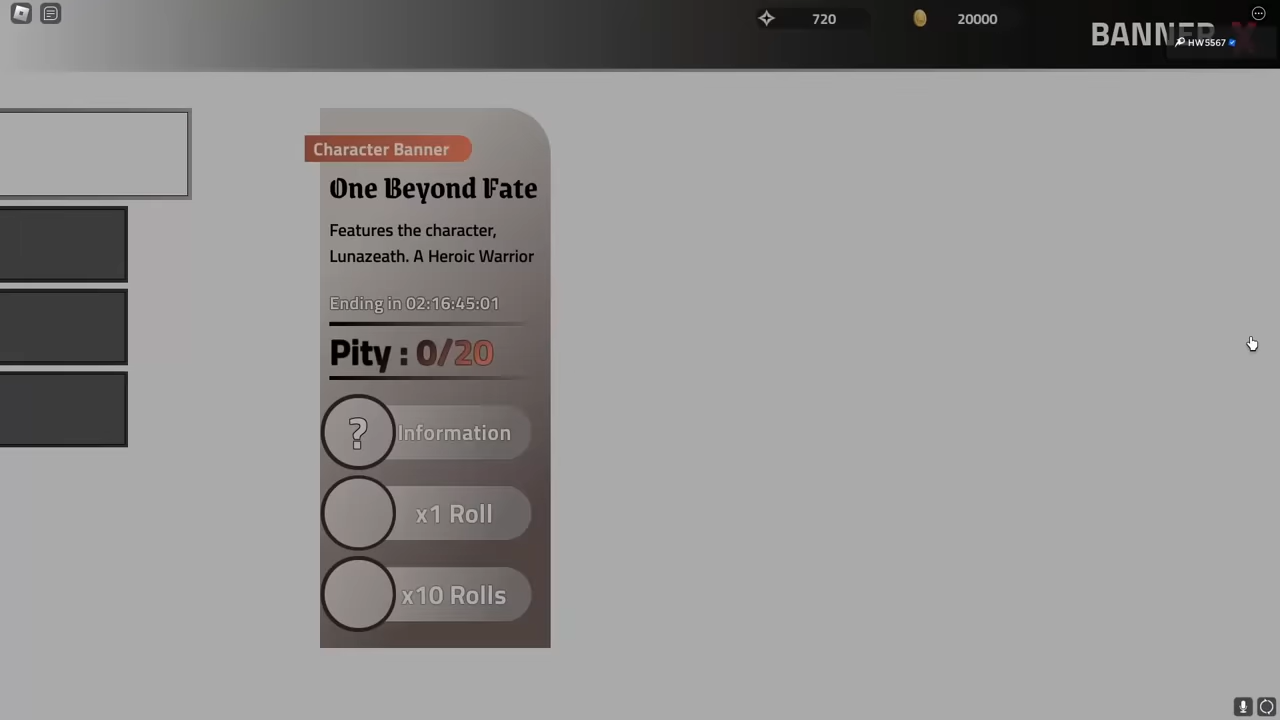 720
20000
BANNER X
HW5567
Character Banner
One Beyond Fate
Features the character,
Lunazeath. A Heroic Warrior
Ending in 02:16:45:01
Pity : 0/20
?
Information
x1 Roll
x10 Rolls